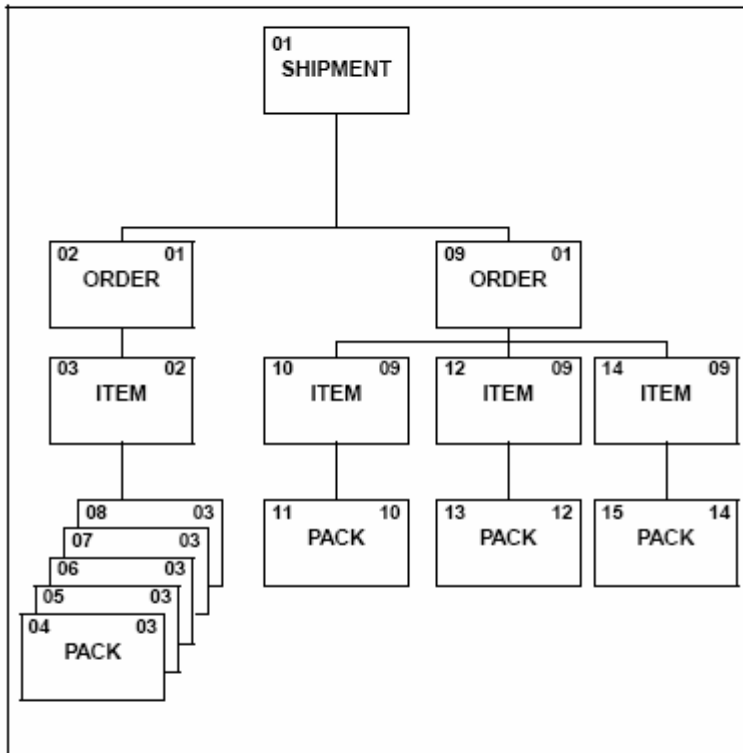 01
SHIPMENT
02 01
ORDER
09 01
ORDER
03 02
ITEM
10 09
ITEM
12 09
ITEM
14 09
ITEM
08 03
07 03
06 03
05 03
04 03
PACK
11 10
PACK
13 12
PACK
15 14
PACK